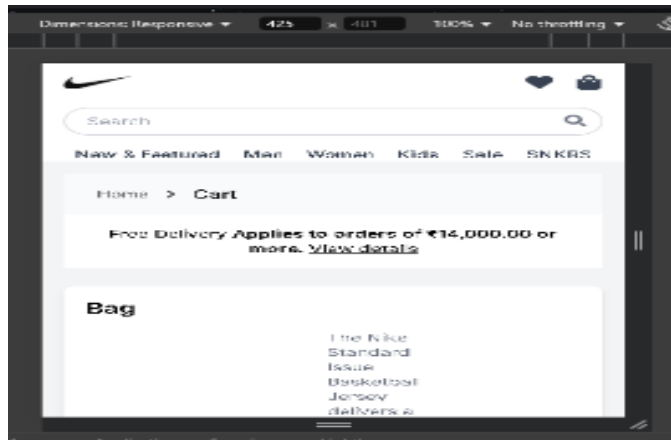 Dimensions: Responsive 425 x 481 100% No throttling
Search
New & Featured Men Women Kids Sale SNKRS
Home > Cart
Free Delivery Applies to orders of ₹14,000.00 or
more. View details
Bag
The Nike
Standard
Issue
Basketball
Jersey
delivers a